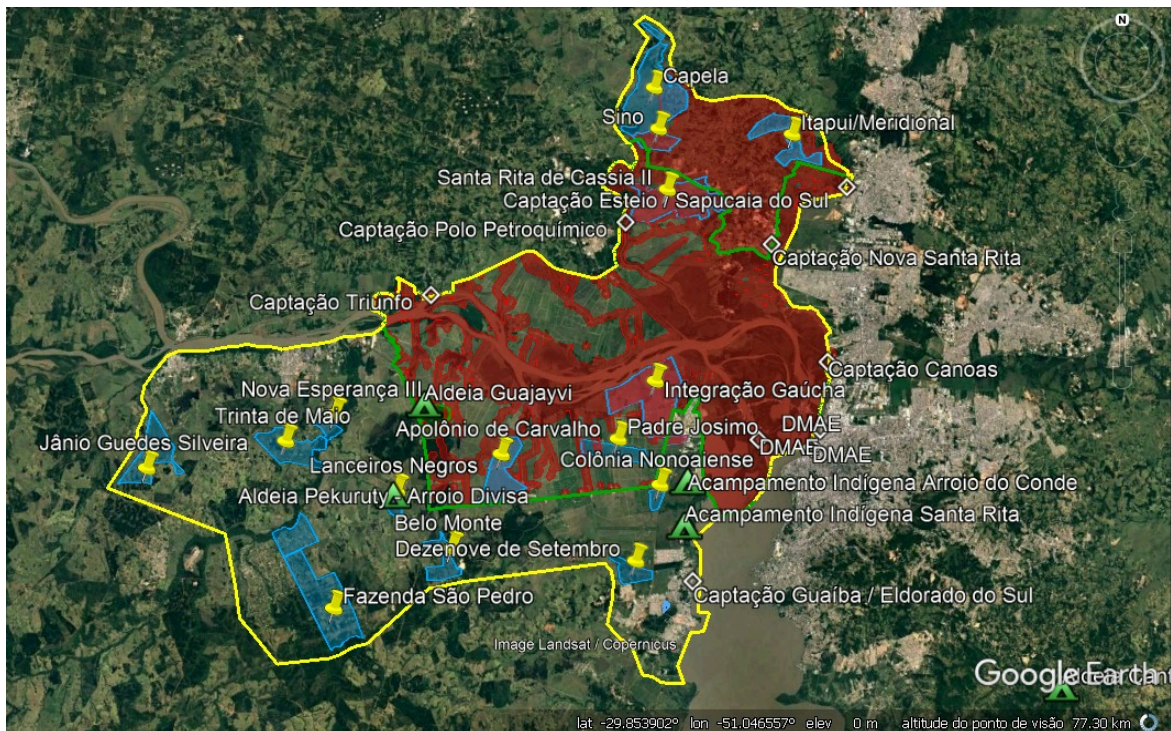 N
Capela
Sino
Itapui/Meridional
Santa Rita de Cassia II
Captação Esteio / Sapucaia do Sul
Captação Polo Petroquímico
Captação Nova Santa Rita
Captação Triunfo
Captação Canoas
Nova Esperança III
Aldeia Guajayvi
Integração Gaúcha
Trinta de Maio
Apolônio de Carvalho
Padre Josimo
DMAE
Jânio Guedes Silveira
DMAE
DMAE
Lanceiros Negros
Colônia Nonoaiense
Aldeia Pekuruty - Arroio Divisa
Acampamento Indígena Arroio do Conde
Belo Monte
Acampamento Indígena Santa Rita
Dezenove de Setembro
Fazenda São Pedro
Captação Guaíba / Eldorado do Sul
Image Landsat / Copernicus
Google Earth
lat -29.853902° lon -51.046557° elev 0 m altitude do ponto de visão 77.30 km